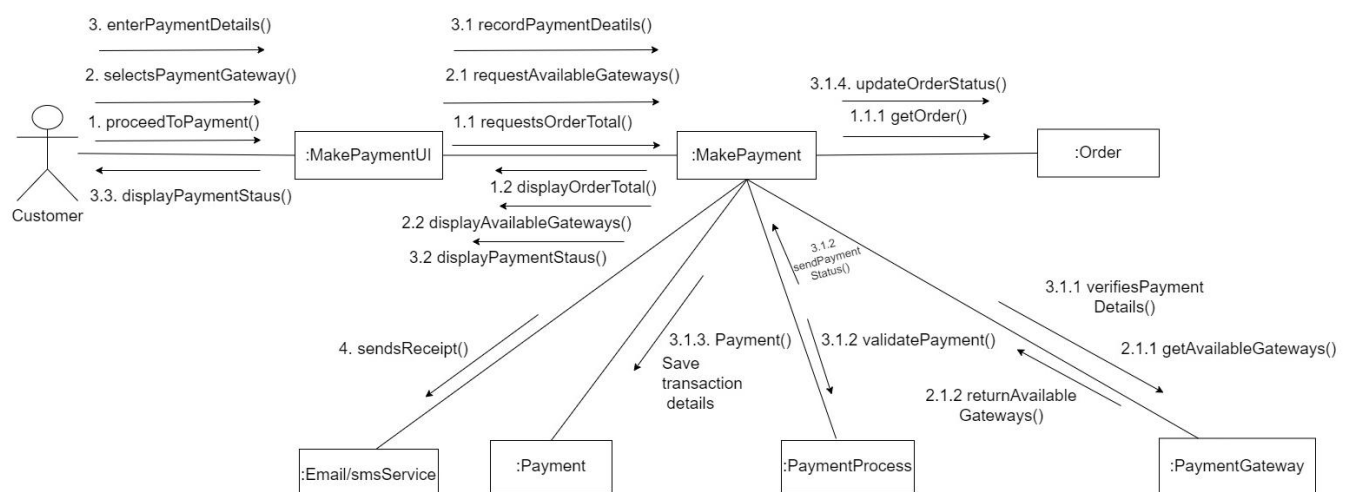 3. enterPaymentDetails()
3.1 recordPaymentDeatils()
2. selectsPaymentGateway()
2.1 requestAvailableGateways()
3.1.4. updateOrderStatus()
1. proceedToPayment()
1.1 requestsOrderTotal()
1.1.1 getOrder()
:MakePaymentUI
:MakePayment
:Order
3.3. displayPaymentStaus()
1.2 displayOrderTotal()
Customer
2.2 displayAvailableGateways()
3.2 displayPaymentStaus()
3.1.2
sendPayment
Status()
3.1.1 verifiesPayment
Details()
4. sendsReceipt()
3.1.3. Payment()
Save
transaction
details
3.1.2 validatePayment()
2.1.1 getAvailableGateways()
2.1.2 returnAvailable
Gateways()
:Email/smsService
:Payment
:PaymentProcess
:PaymentGateway